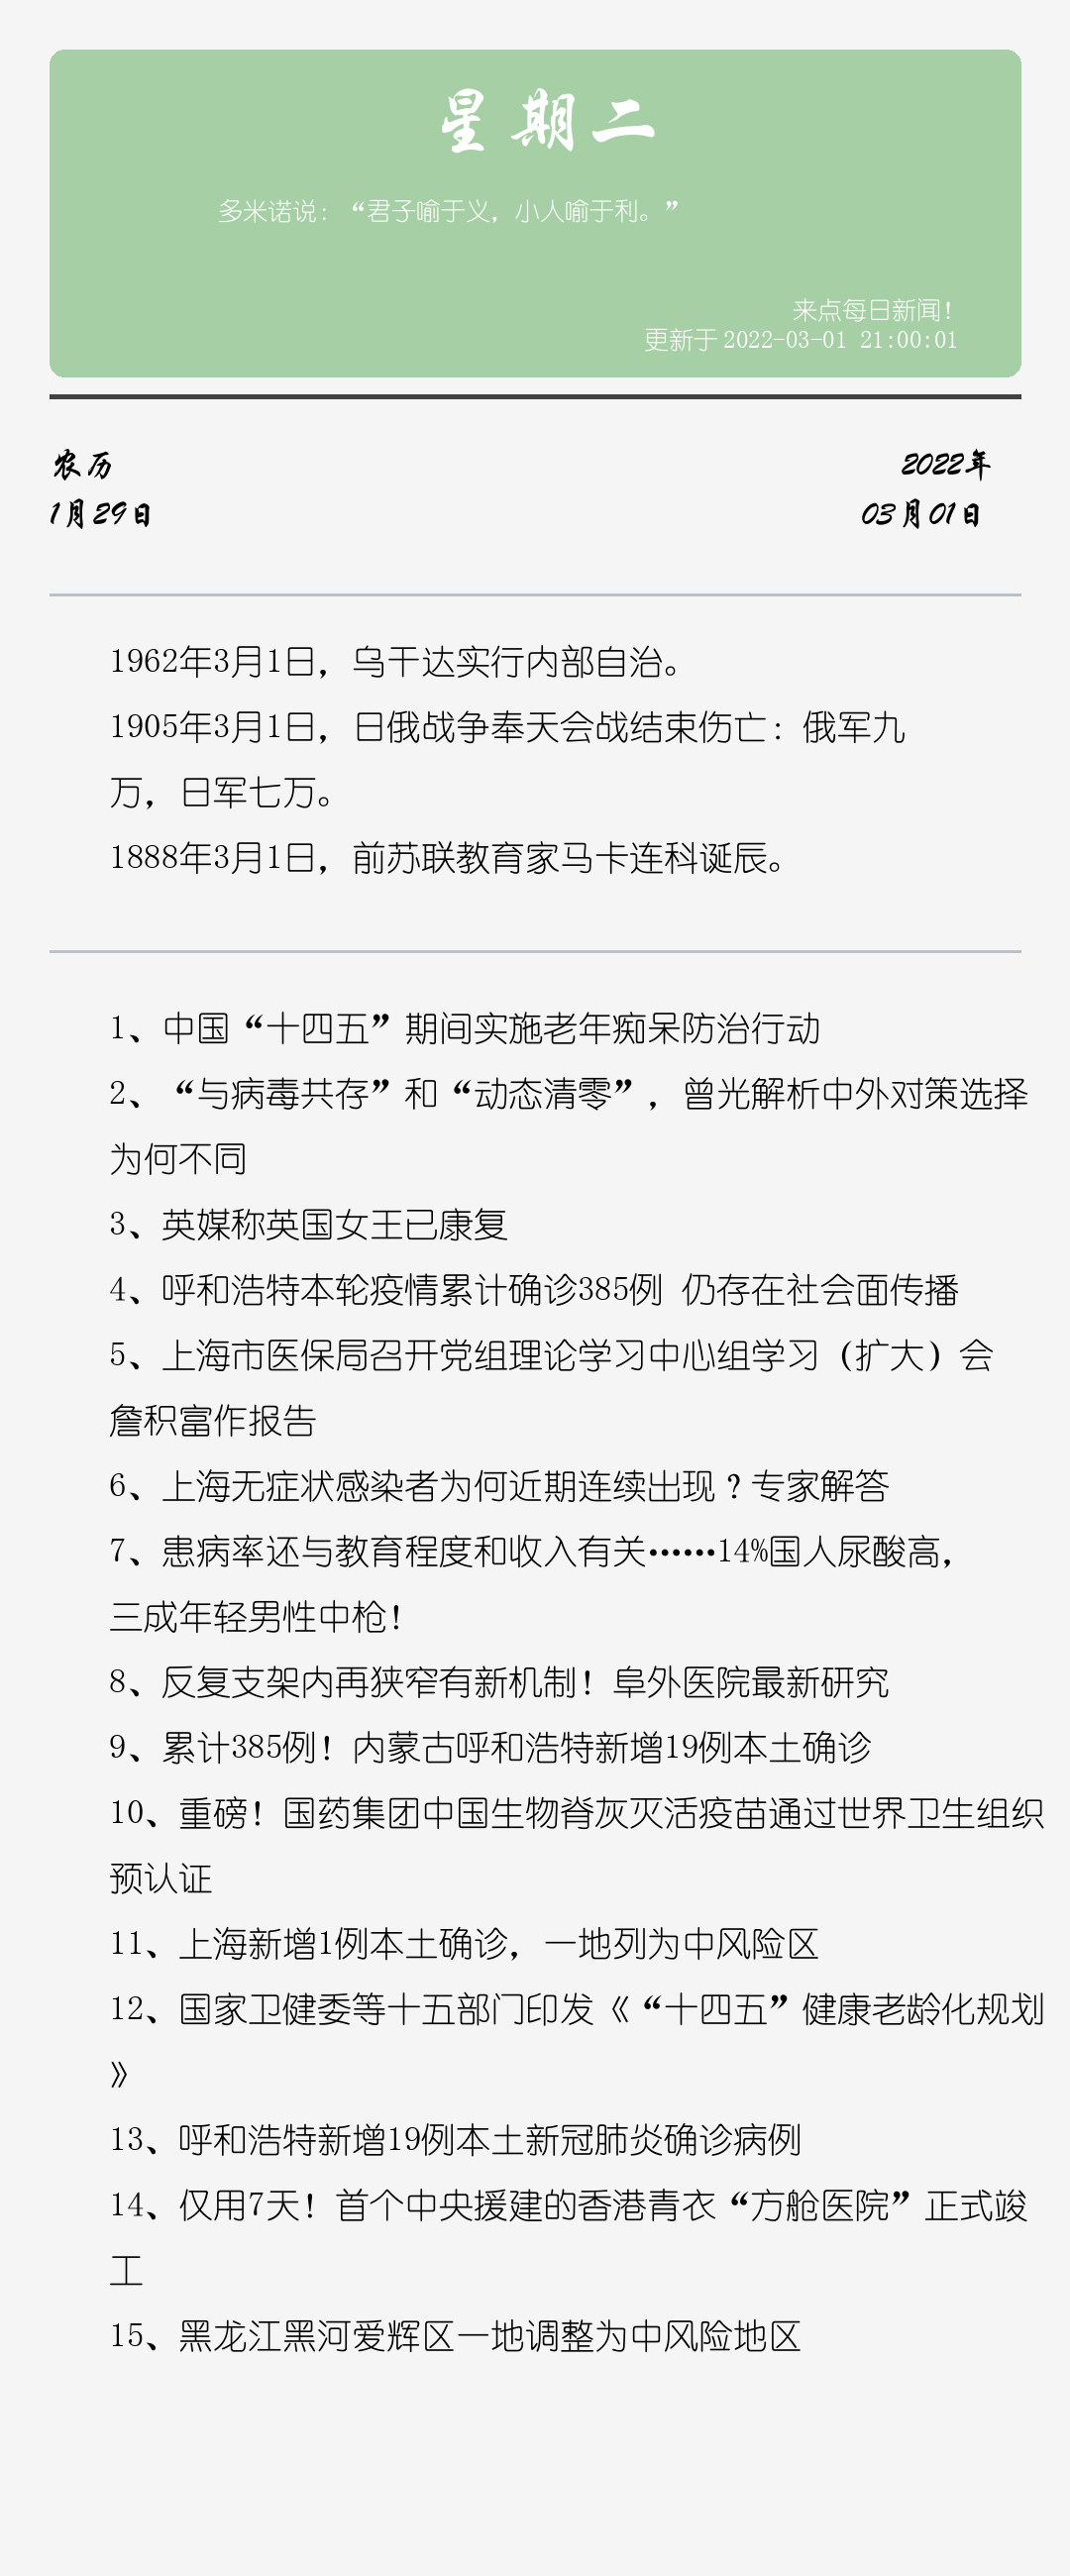 星期二
多米诺说：“君子喻于义，小人喻于利。”
来点每日新闻！
更新于 2022-03-01 21:00:01
农历
2022年
1月29日
03月01日
1962年3月1日，乌干达实行内部自治。
1905年3月1日，日俄战争奉天会战结束伤亡：俄军九
万，日军七万。
1888年3月1日，前苏联教育家马卡连科诞辰。
1、中国“十四五”期间实施老年痴呆防治行动
2、“与病毒共存”和“动态清零”，曾光解析中外对策选择
为何不同
3、英媒称英国女王已康复
4、呼和浩特本轮疫情累计确诊385例 仍存在社会面传播
5、上海市医保局召开党组理论学习中心组学习（扩大）会
詹积富作报告
6、上海无症状感染者为何近期连续出现？专家解答
7、患病率还与教育程度和收入有关······14%国人尿酸高，
三成年轻男性中枪！
8、反复支架内再狭窄有新机制！阜外医院最新研究
9、累计385例！内蒙古呼和浩特新增19例本土确诊
10、重磅！国药集团中国生物脊灰灭活疫苗通过世界卫生组织
预认证
11、上海新增1例本土确诊，一地列为中风险区
12、国家卫健委等十五部门印发《“十四五”健康老龄化规划
》
13、呼和浩特新增19例本土新冠肺炎确诊病例
14、仅用7天！首个中央援建的香港青衣“方舱医院”正式竣
工
15、黑龙江黑河爱辉区一地调整为中风险地区